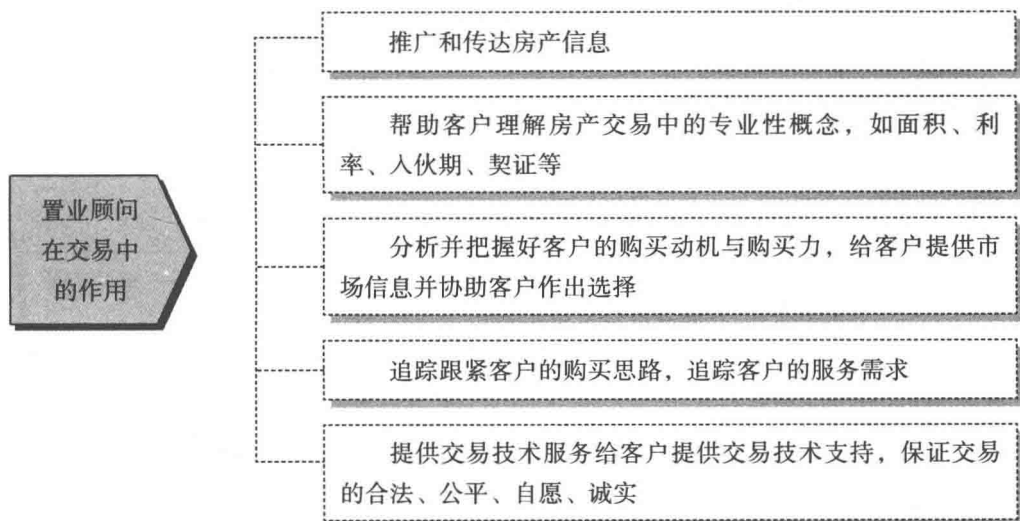 推广和传达房产信息
帮助客户理解房产交易中的专业性概念，如面积、利
率、入伙期、契证等
置业顾问
在交易中
的作用
分析并把握好客户的购买动机与购买力，给客户提供市
场信息并协助客户作出选择
追踪跟紧客户的购买思路，追踪客户的服务需求
提供交易技术服务给客户提供交易技术支持，保证交易
的合法、公平、自愿、诚实